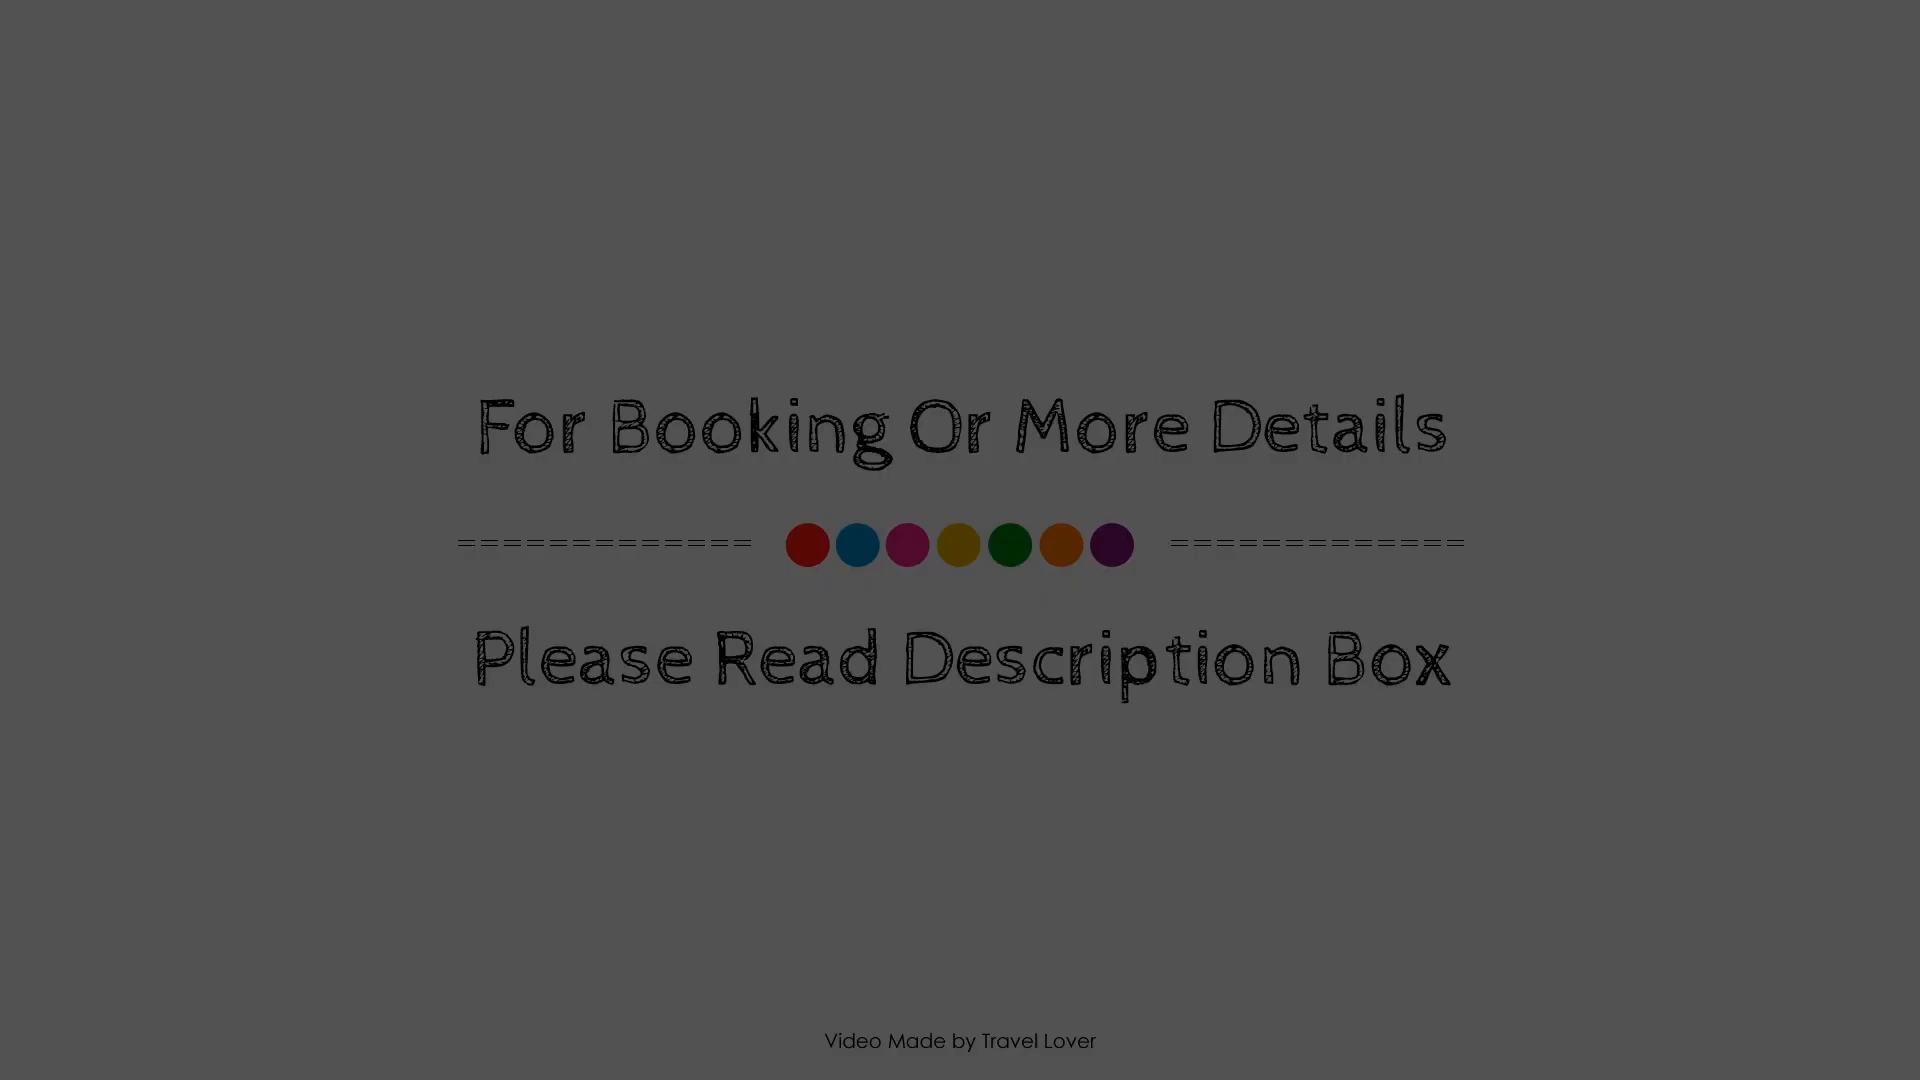 For Booking Or More Details
============= =============
Please Read Description Box
Video Made by Travel Lover